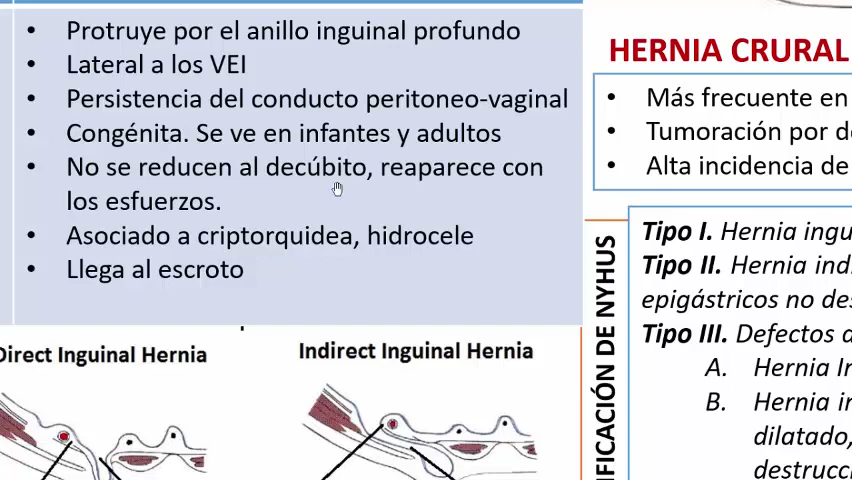 • Protruye por el anillo inguinal profundo
• Lateral a los VEI
• Persistencia del conducto peritoneo-vaginal
• Congénita. Se ve en infantes y adultos
• No se reducen al decúbito, reaparece con
los esfuerzos.
• Asociado a criptorquidea, hidrocele
• Llega al escroto
Direct Inguinal Hernia
Indirect Inguinal Hernia
HERNIA CRURAL
• Más frecuente en
• Tumoración por de
• Alta incidencia de
FICACIÓN DE NYHUS
Tipo I. Hernia ingu
Tipo II. Hernia indi
epigástricos no des
Tipo III. Defectos d
A. Hernia In
B. Hernia in
dilatado,
destrucci